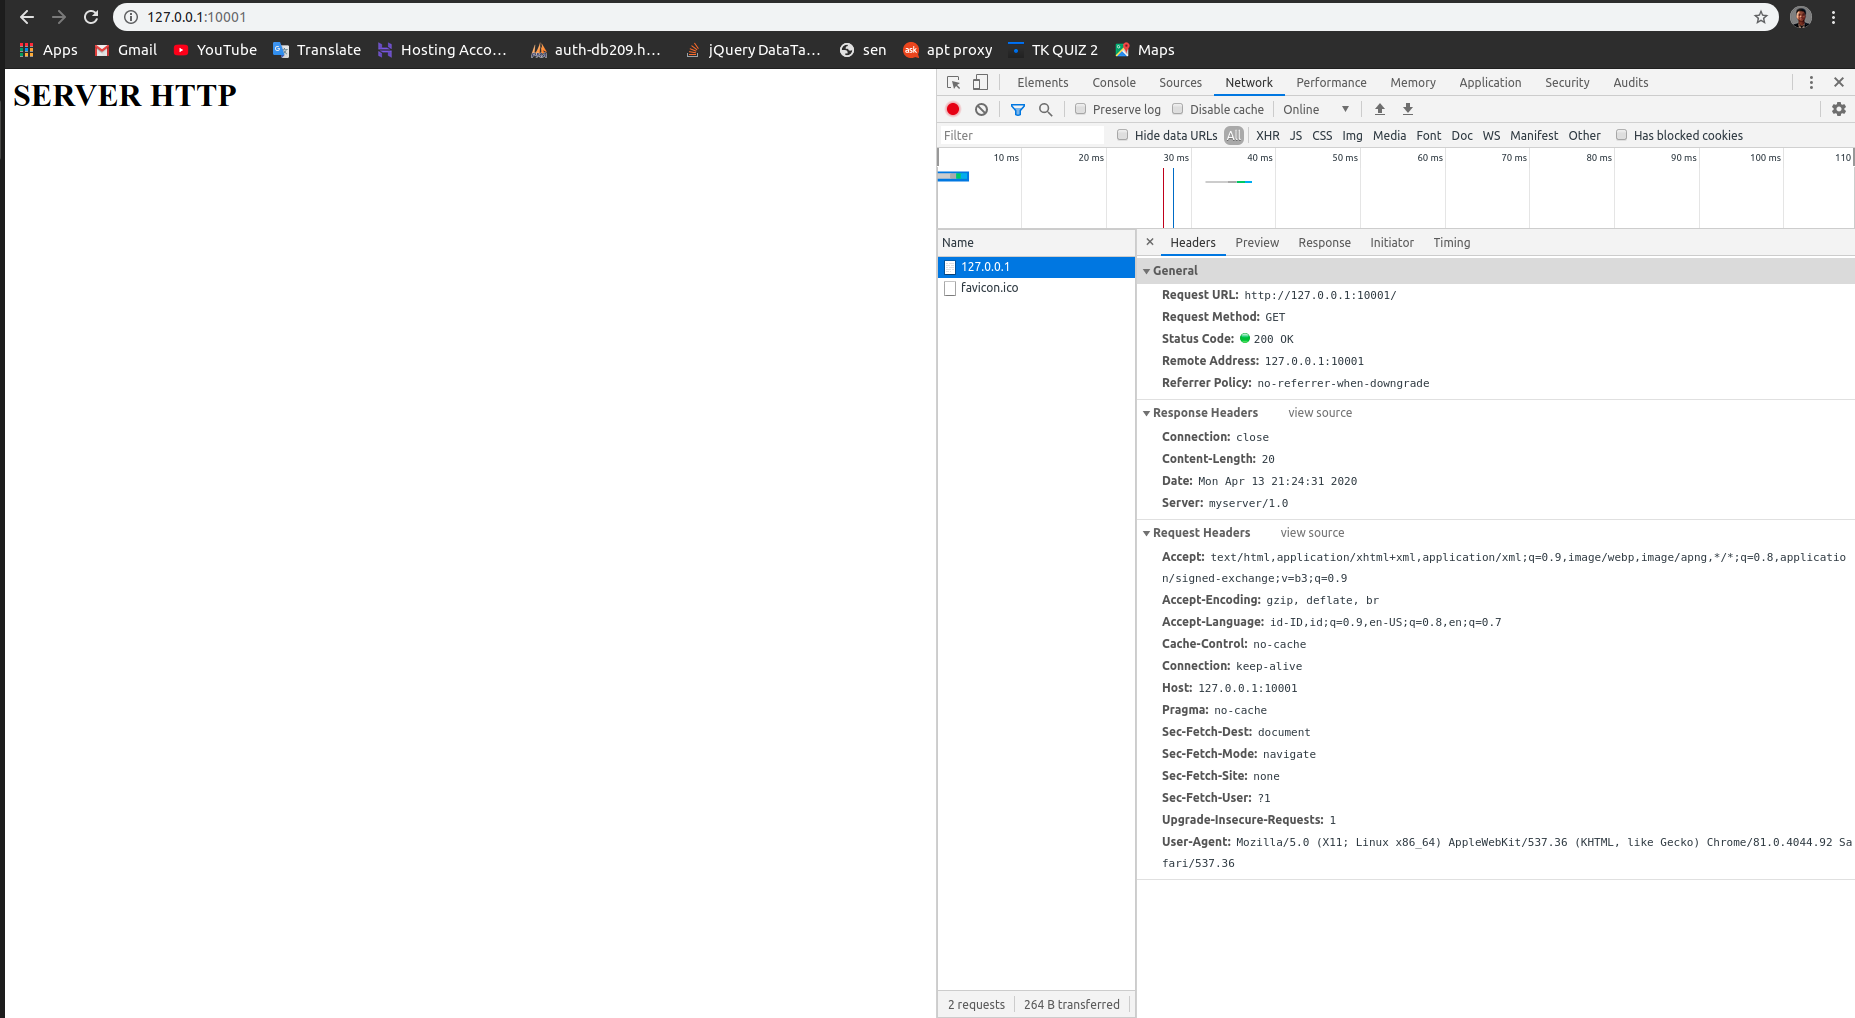 127.0.0.1:10001
Apps Gmail YouTube Translate Hosting Acco... auth-db209.h... jQuery DataTa... sen apt proxy TK QUIZ 2 Maps
SERVER HTTP
Elements Console Sources Network Performance Memory Application Security Audits
Preserve log Disable cache Online
Filter Hide data URLs All XHR JS CSS Img Media Font Doc WS Manifest Other Has blocked cookies
10 ms 20 ms 30 ms 40 ms 50 ms 60 ms 70 ms 80 ms 90 ms 100 ms 110
Name
127.0.0.1
favicon.ico
2 requests 264 B transferred
Headers Preview Response Initiator Timing
General
Request URL: http://127.0.0.1:10001/
Request Method: GET
Status Code: 200 OK
Remote Address: 127.0.0.1:10001
Referrer Policy: no-referrer-when-downgrade
Response Headers view source
Connection: close
Content-Length: 20
Date: Mon Apr 13 21:24:31 2020
Server: myserver/1.0
Request Headers view source
Accept: text/html,application/xhtml+xml,application/xml;q=0.9,image/webp,image/apng,*/*;q=0.8,applicatio
n/signed-exchange;v=b3;q=0.9
Accept-Encoding: gzip, deflate, br
Accept-Language: id-ID,id;q=0.9,en-US;q=0.8,en;q=0.7
Cache-Control: no-cache
Connection: keep-alive
Host: 127.0.0.1:10001
Pragma: no-cache
Sec-Fetch-Dest: document
Sec-Fetch-Mode: navigate
Sec-Fetch-Site: none
Sec-Fetch-User: ?1
Upgrade-Insecure-Requests: 1
User-Agent: Mozilla/5.0 (X11; Linux x86_64) AppleWebKit/537.36 (KHTML, like Gecko) Chrome/81.0.4044.92 Sa
fari/537.36